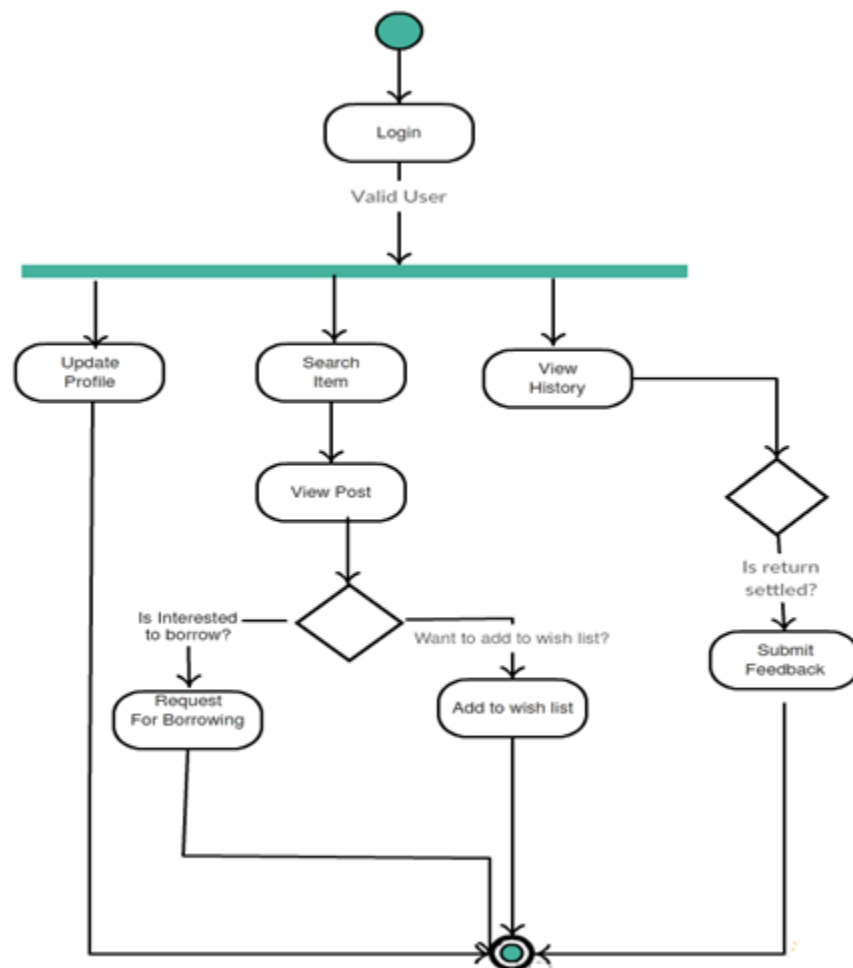 Login
Valid User
Update
Profile
Search
Item
View
History
View Post
Is return
settled?
Is Interested
to borrow?
Want to add to wish list?
Submit
Feedback
Request
For Borrowing
Add to wish list